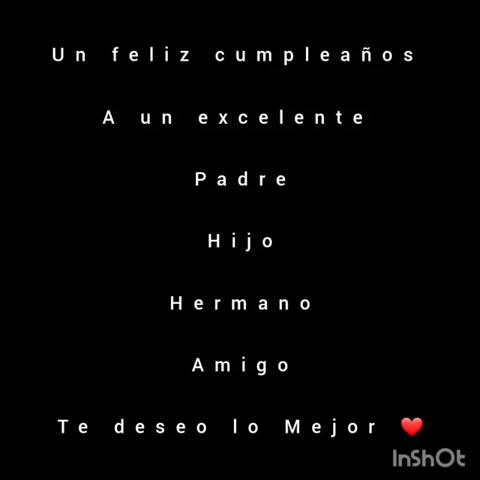 Un feliz cumpleaños
A un excelente
Padre
Hijo
Hermano
Amigo
Te deseo lo Mejor ❤️
InShOt